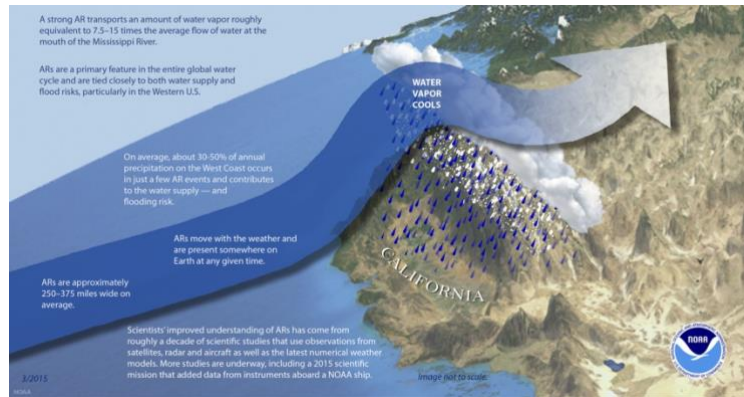 A strong AR transports an amount of water vapor roughly
equivalent to 7.5–15 times the average flow of water at the
mouth of the Mississippi River.
ARs are a primary feature in the entire global water
cycle and are tied closely to both water supply and
flood risks, particularly in the Western U.S.
WATER
VAPOR
COOLS
On average, about 30-50% of annual
precipitation on the West Coast occurs
in just a few AR events and contributes
to the water supply — and
flooding risk.
ARs move with the weather and
are present somewhere on
Earth at any given time.
CALIFORNIA
ARs are approximately
250–375 miles wide on
average.
Scientists' improved understanding of ARs has come from
roughly a decade of scientific studies that use observations from
satellites, radar and aircraft as well as the latest numerical weather
models. More studies are underway, including a 2015 scientific
mission that added data from instruments aboard a NOAA ship.
NOAA
3/2015
Image not to scale.
NOAA